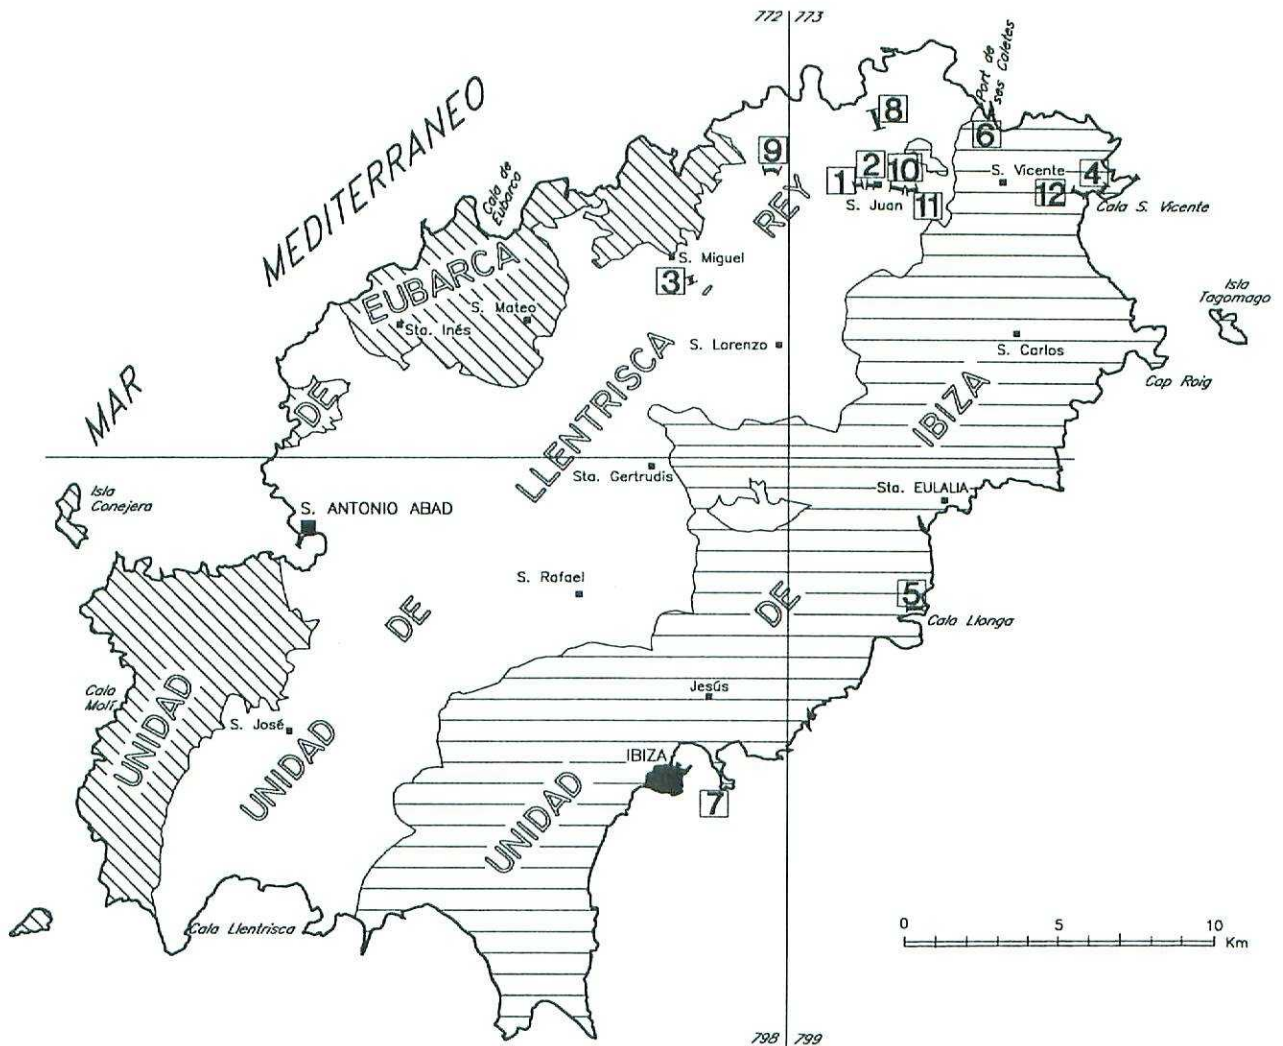 772 773
Port de
ses Caletes
MEDITERRANEO
8
6
9
2
10
S. Vicente
4
1
12
S. Juan
11
Cala S. Vicente
Cala de
Eubarca
REY
S. Miguel
EUBARCA
3
Isla
Tagomago
S. Mateo
Sta. Inés
S. Lorenzo
S. Carlos
LLENTRISCA
Cap Roig
MAR
DE
IBIZA
Sta. Gertrudis
Isla
Conejera
Sta. EULALIA
S. ANTONIO ABAD
S. Rafael
5
DE
DE
Cala Llonga
Cala
Molí
Jesús
UNIDAD
S. José
UNIDAD
IBIZA
7
UNIDAD
Cala Llentrisca
0 5 10
Km
798 799